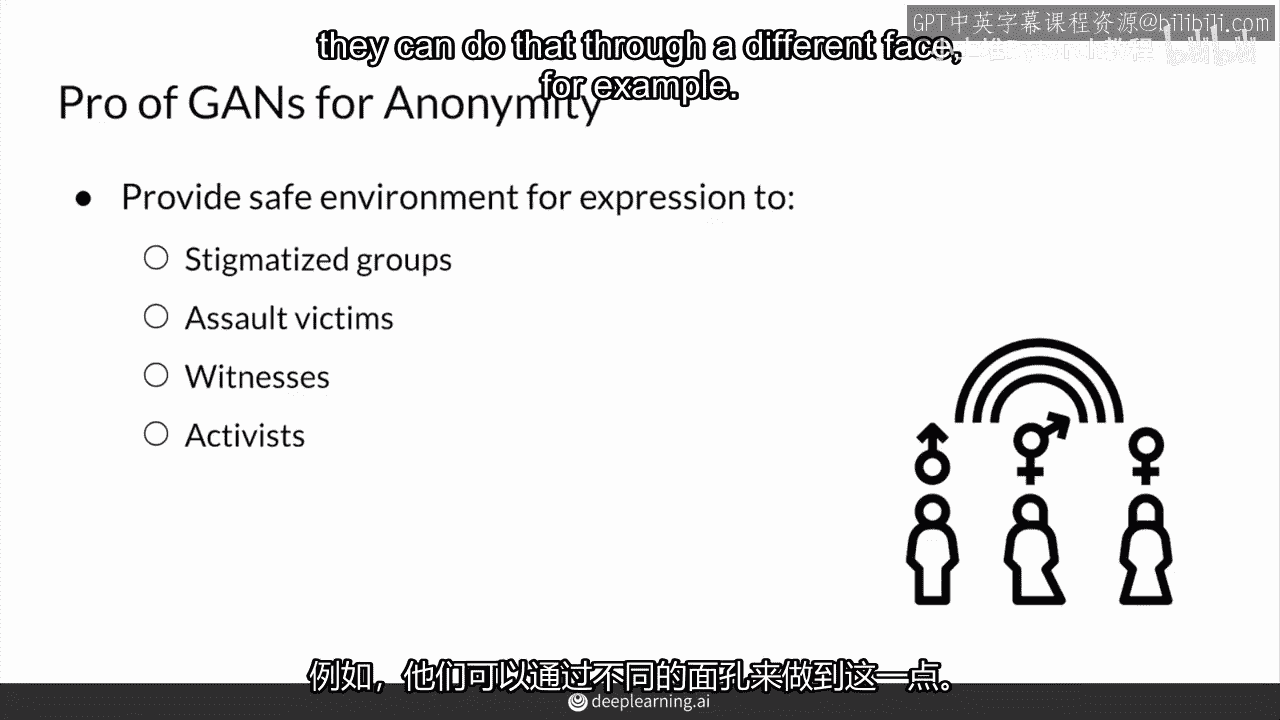 GPT中英字幕课程资源@bilibili.com
they can do that through a different face,
for example.
Pro of GANs for Anonymity
● Provide safe environment for expression to:
○ Stigmatized groups
○ Assault victims
○ Witnesses
○ Activists
例如，他们可以通过不同的面孔来做到这一点。
deeplearning.ai